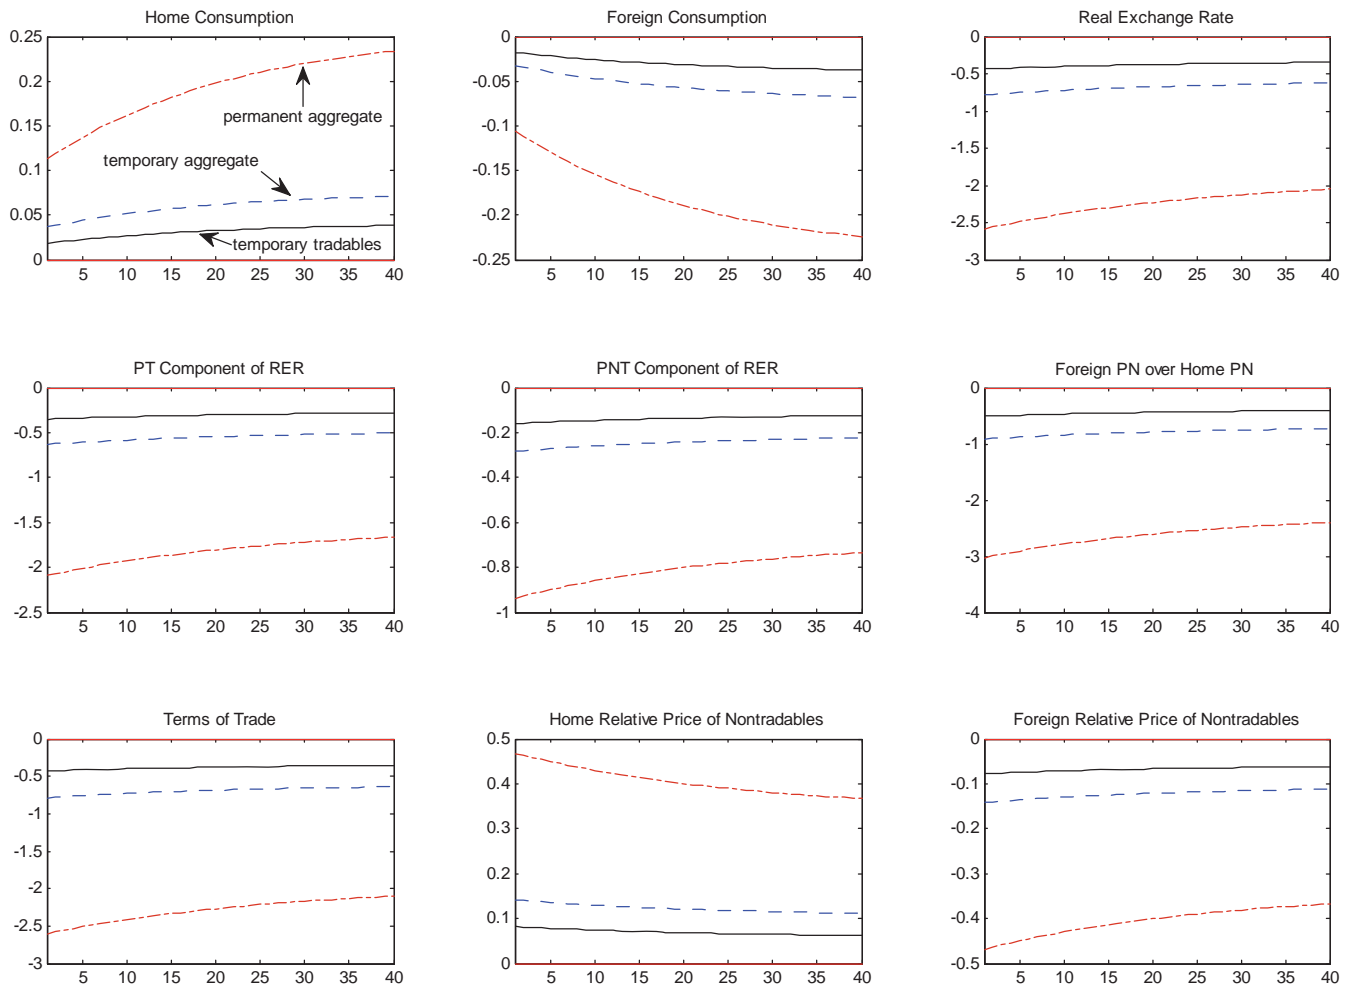 Home Consumption
0.25
0.2
0.15
0.1
0.05
0
permanent aggregate
temporary aggregate
temporary tradables
5 10 15 20 25 30 35 40
Foreign Consumption
0
-0.05
-0.1
-0.15
-0.2
-0.25
5 10 15 20 25 30 35 40
Real Exchange Rate
0
-0.5
-1
-1.5
-2
-2.5
-3
5 10 15 20 25 30 35 40
PT Component of RER
0
-0.5
-1
-1.5
-2
-2.5
5 10 15 20 25 30 35 40
PNT Component of RER
0
-0.2
-0.4
-0.6
-0.8
-1
5 10 15 20 25 30 35 40
Foreign PN over Home PN
0
-1
-2
-3
-4
5 10 15 20 25 30 35 40
Terms of Trade
0
-0.5
-1
-1.5
-2
-2.5
-3
5 10 15 20 25 30 35 40
Home Relative Price of Nontradables
0.5
0.4
0.3
0.2
0.1
0
5 10 15 20 25 30 35 40
Foreign Relative Price of Nontradables
0
-0.1
-0.2
-0.3
-0.4
-0.5
5 10 15 20 25 30 35 40